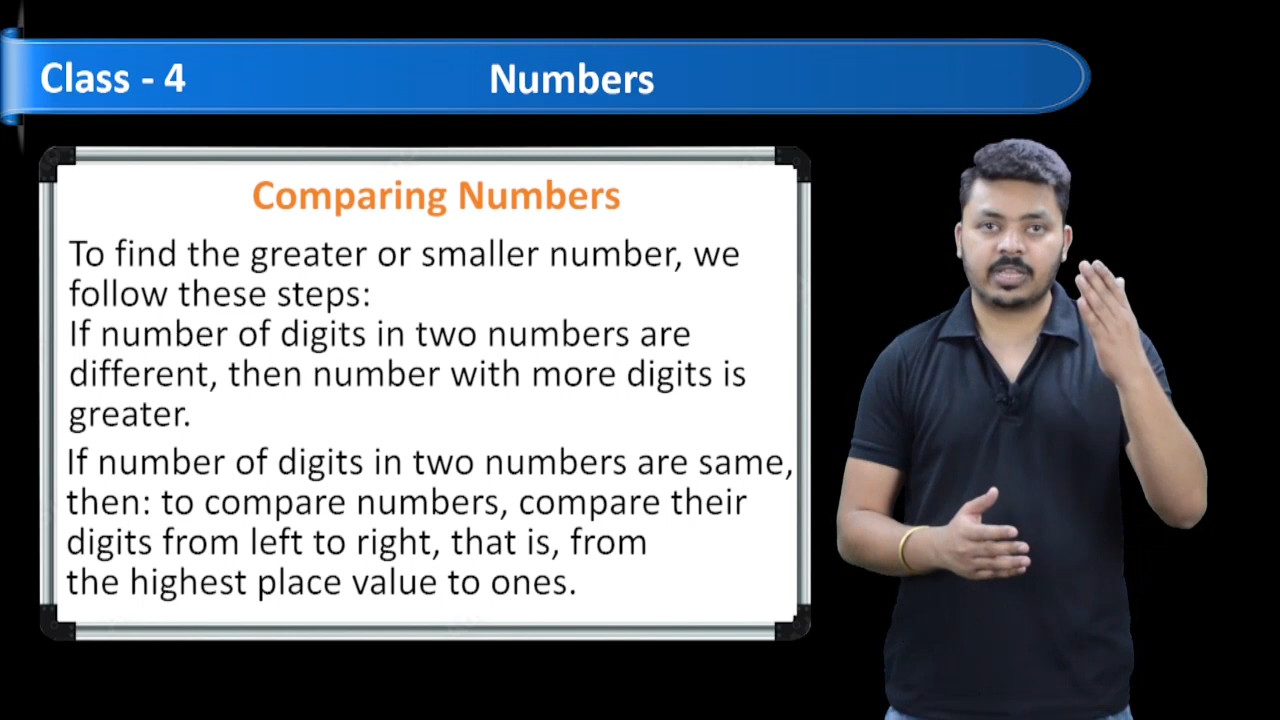 Class - 4
Numbers
Comparing Numbers
To find the greater or smaller number, we
follow these steps:
If number of digits in two numbers are
different, then number with more digits is
greater.
If number of digits in two numbers are same,
then: to compare numbers, compare their
digits from left to right, that is, from
the highest place value to ones.